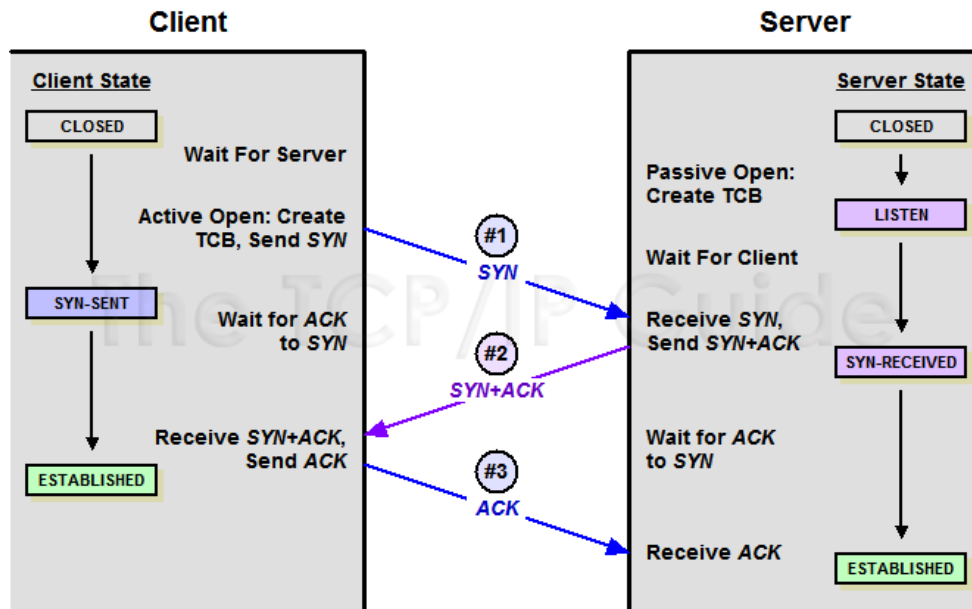 Client
Server
Client State
Server State
CLOSED
CLOSED
Wait For Server
Passive Open:
Create TCB
Active Open: Create
TCB, Send SYN
LISTEN
#1
SYN
Wait For Client
The TCP/IP Guide
SYN-SENT
Wait for ACK
to SYN
Receive SYN,
Send SYN+ACK
#2
SYN+ACK
SYN-RECEIVED
Receive SYN+ACK,
Send ACK
Wait for ACK
to SYN
ESTABLISHED
#3
ACK
Receive ACK
ESTABLISHED